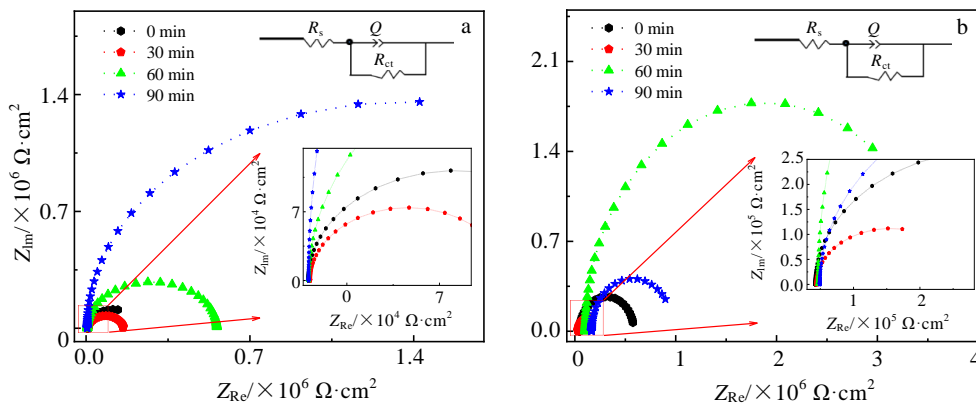 a
R_s
Q
R_ct
0 min
30 min
60 min
90 min
1.4
0.7
0
0.0
0.7
1.4
Z_Im/×10^6 Ω·cm^2
Z_Re/×10^6 Ω·cm^2
7
0
0
7
Z_Im/×10^4 Ω·cm^2
Z_Re/×10^4 Ω·cm^2
b
R_s
Q
R_ct
0 min
30 min
60 min
90 min
2.1
1.4
0.7
0.0
0
1
2
3
4
Z_Im/×10^6 Ω·cm^2
Z_Re/×10^6 Ω·cm^2
2.5
2.0
1.5
1.0
0.5
0.0
1
2
Z_Im/×10^5 Ω·cm^2
Z_Re/×10^5 Ω·cm^2